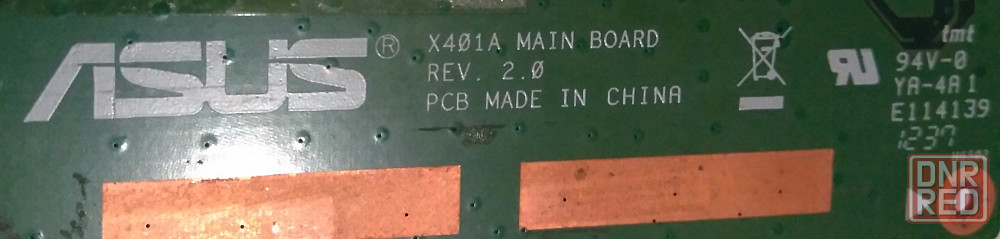 ASUS®
X401A MAIN BOARD
REV. 2.0
PCB MADE IN CHINA
tmt
94V-0
YA-4A1
E114139
1237
DNR
RED